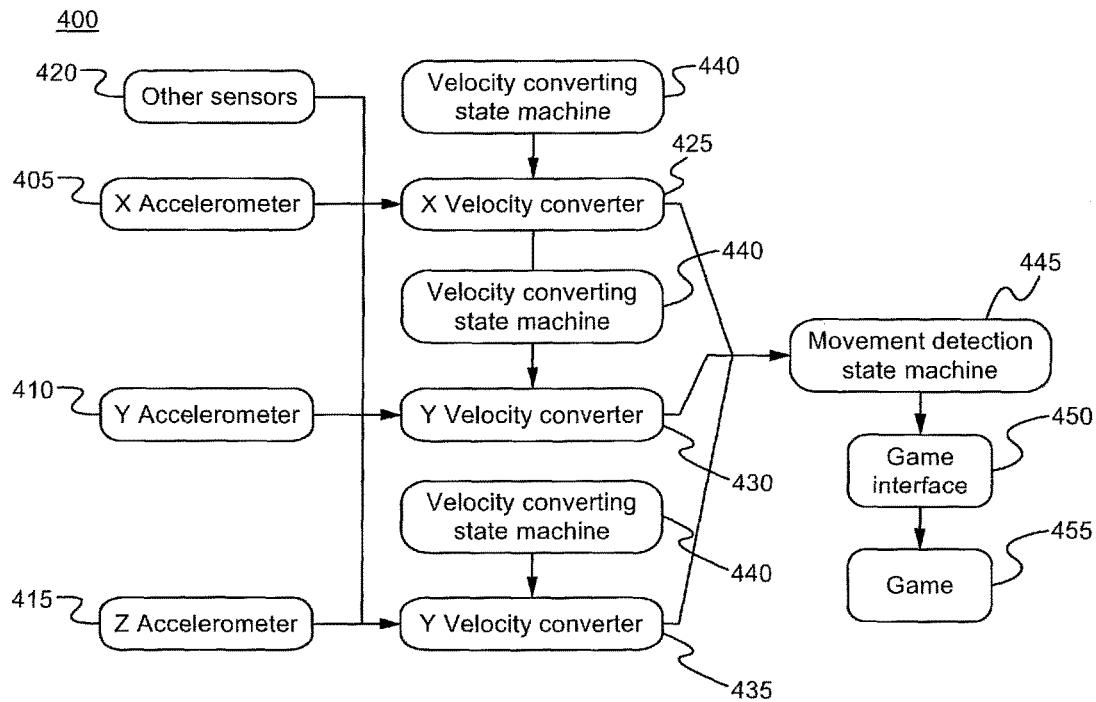 400
420
Other sensors
Velocity converting
state machine
440
405
X Accelerometer
X Velocity converter
425
Velocity converting
state machine
440
445
Movement detection
state machine
410
Y Accelerometer
Y Velocity converter
430
450
Game
interface
Velocity converting
state machine
440
455
Game
415
Z Accelerometer
Y Velocity converter
435